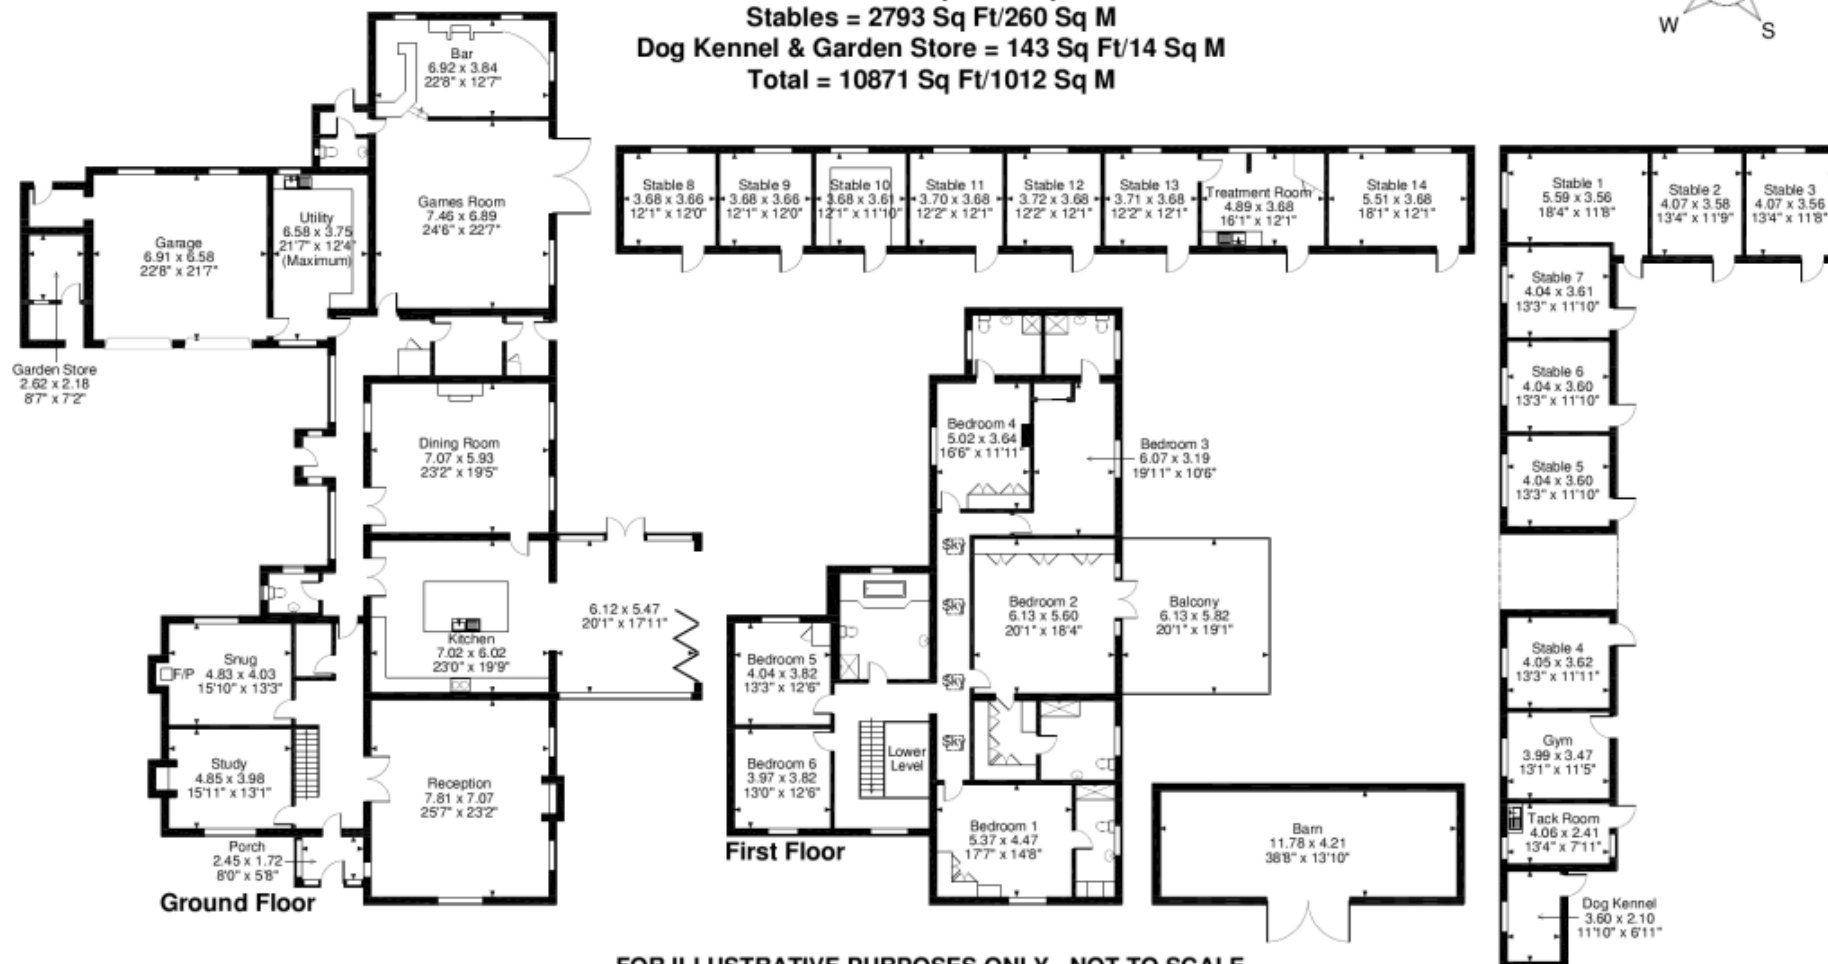 Stables = 2793 Sq Ft/260 Sq M
Dog Kennel & Garden Store = 143 Sq Ft/14 Sq M
Total = 10871 Sq Ft/1012 Sq M
W
S
Bar
6.92 x 3.84
22'8" x 12'7"
Games Room
7.46 x 6.89
24'6" x 22'7"
Utility
6.58 x 3.75
21'7" x 12'4"
(Maximum)
Garage
6.91 x 6.58
22'8" x 21'7"
Garden Store
2.62 x 2.18
8'7" x 7'2"
Dining Room
7.07 x 5.93
23'2" x 19'5"
6.12 x 5.47
20'1" x 17'11"
Kitchen
7.02 x 6.02
23'0" x 19'9"
Snug
F/P
4.83 x 4.03
15'10" x 13'3"
Study
4.85 x 3.98
15'11" x 13'1"
Reception
7.81 x 7.07
25'7" x 23'2"
Porch
2.45 x 1.72
8'0" x 5'8"
Ground Floor
Stable 8
3.68 x 3.66
12'1" x 12'0"
Stable 9
3.68 x 3.66
12'1" x 12'0"
Stable 10
3.68 x 3.61
12'1" x 11'10"
Stable 11
3.70 x 3.68
12'2" x 12'1"
Stable 12
3.72 x 3.68
12'2" x 12'1"
Stable 13
3.71 x 3.68
12'2" x 12'1"
Treatment Room
4.89 x 3.68
16'1" x 12'1"
Stable 14
5.51 x 3.68
18'1" x 12'1"
Stable 1
5.59 x 3.56
18'4" x 11'8"
Stable 2
4.07 x 3.58
13'4" x 11'9"
Stable 3
4.07 x 3.56
13'4" x 11'8"
Stable 7
4.04 x 3.61
13'3" x 11'10"
Stable 6
4.04 x 3.60
13'3" x 11'10"
Stable 5
4.04 x 3.60
13'3" x 11'10"
Stable 4
4.05 x 3.62
13'3" x 11'11"
Gym
3.99 x 3.47
13'1" x 11'5"
Tack Room
4.06 x 2.41
13'4" x 7'11"
Dog Kennel
3.60 x 2.10
11'10" x 6'11"
Bedroom 4
5.02 x 3.64
16'6" x 11'11"
Bedroom 3
6.07 x 3.19
19'11" x 10'6"
Sky
Sky
Sky
Sky
Bedroom 2
6.13 x 5.60
20'1" x 18'4"
Balcony
6.13 x 5.82
20'1" x 19'1"
Bedroom 5
4.04 x 3.82
13'3" x 12'6"
Bedroom 6
3.97 x 3.82
13'0" x 12'6"
Lower
Level
Bedroom 1
5.37 x 4.47
17'7" x 14'8"
First Floor
Barn
11.78 x 4.21
38'8" x 13'10"
FOR ILLUSTRATIVE PURPOSES ONLY - NOT TO SCALE